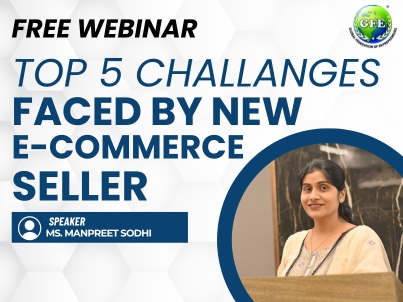 FREE WEBINAR
GFE
TOP 5 CHALLANGES
FACED BY NEW
E-COMMERCE
SELLER
SPEAKER
MS. MANPREET SODHI